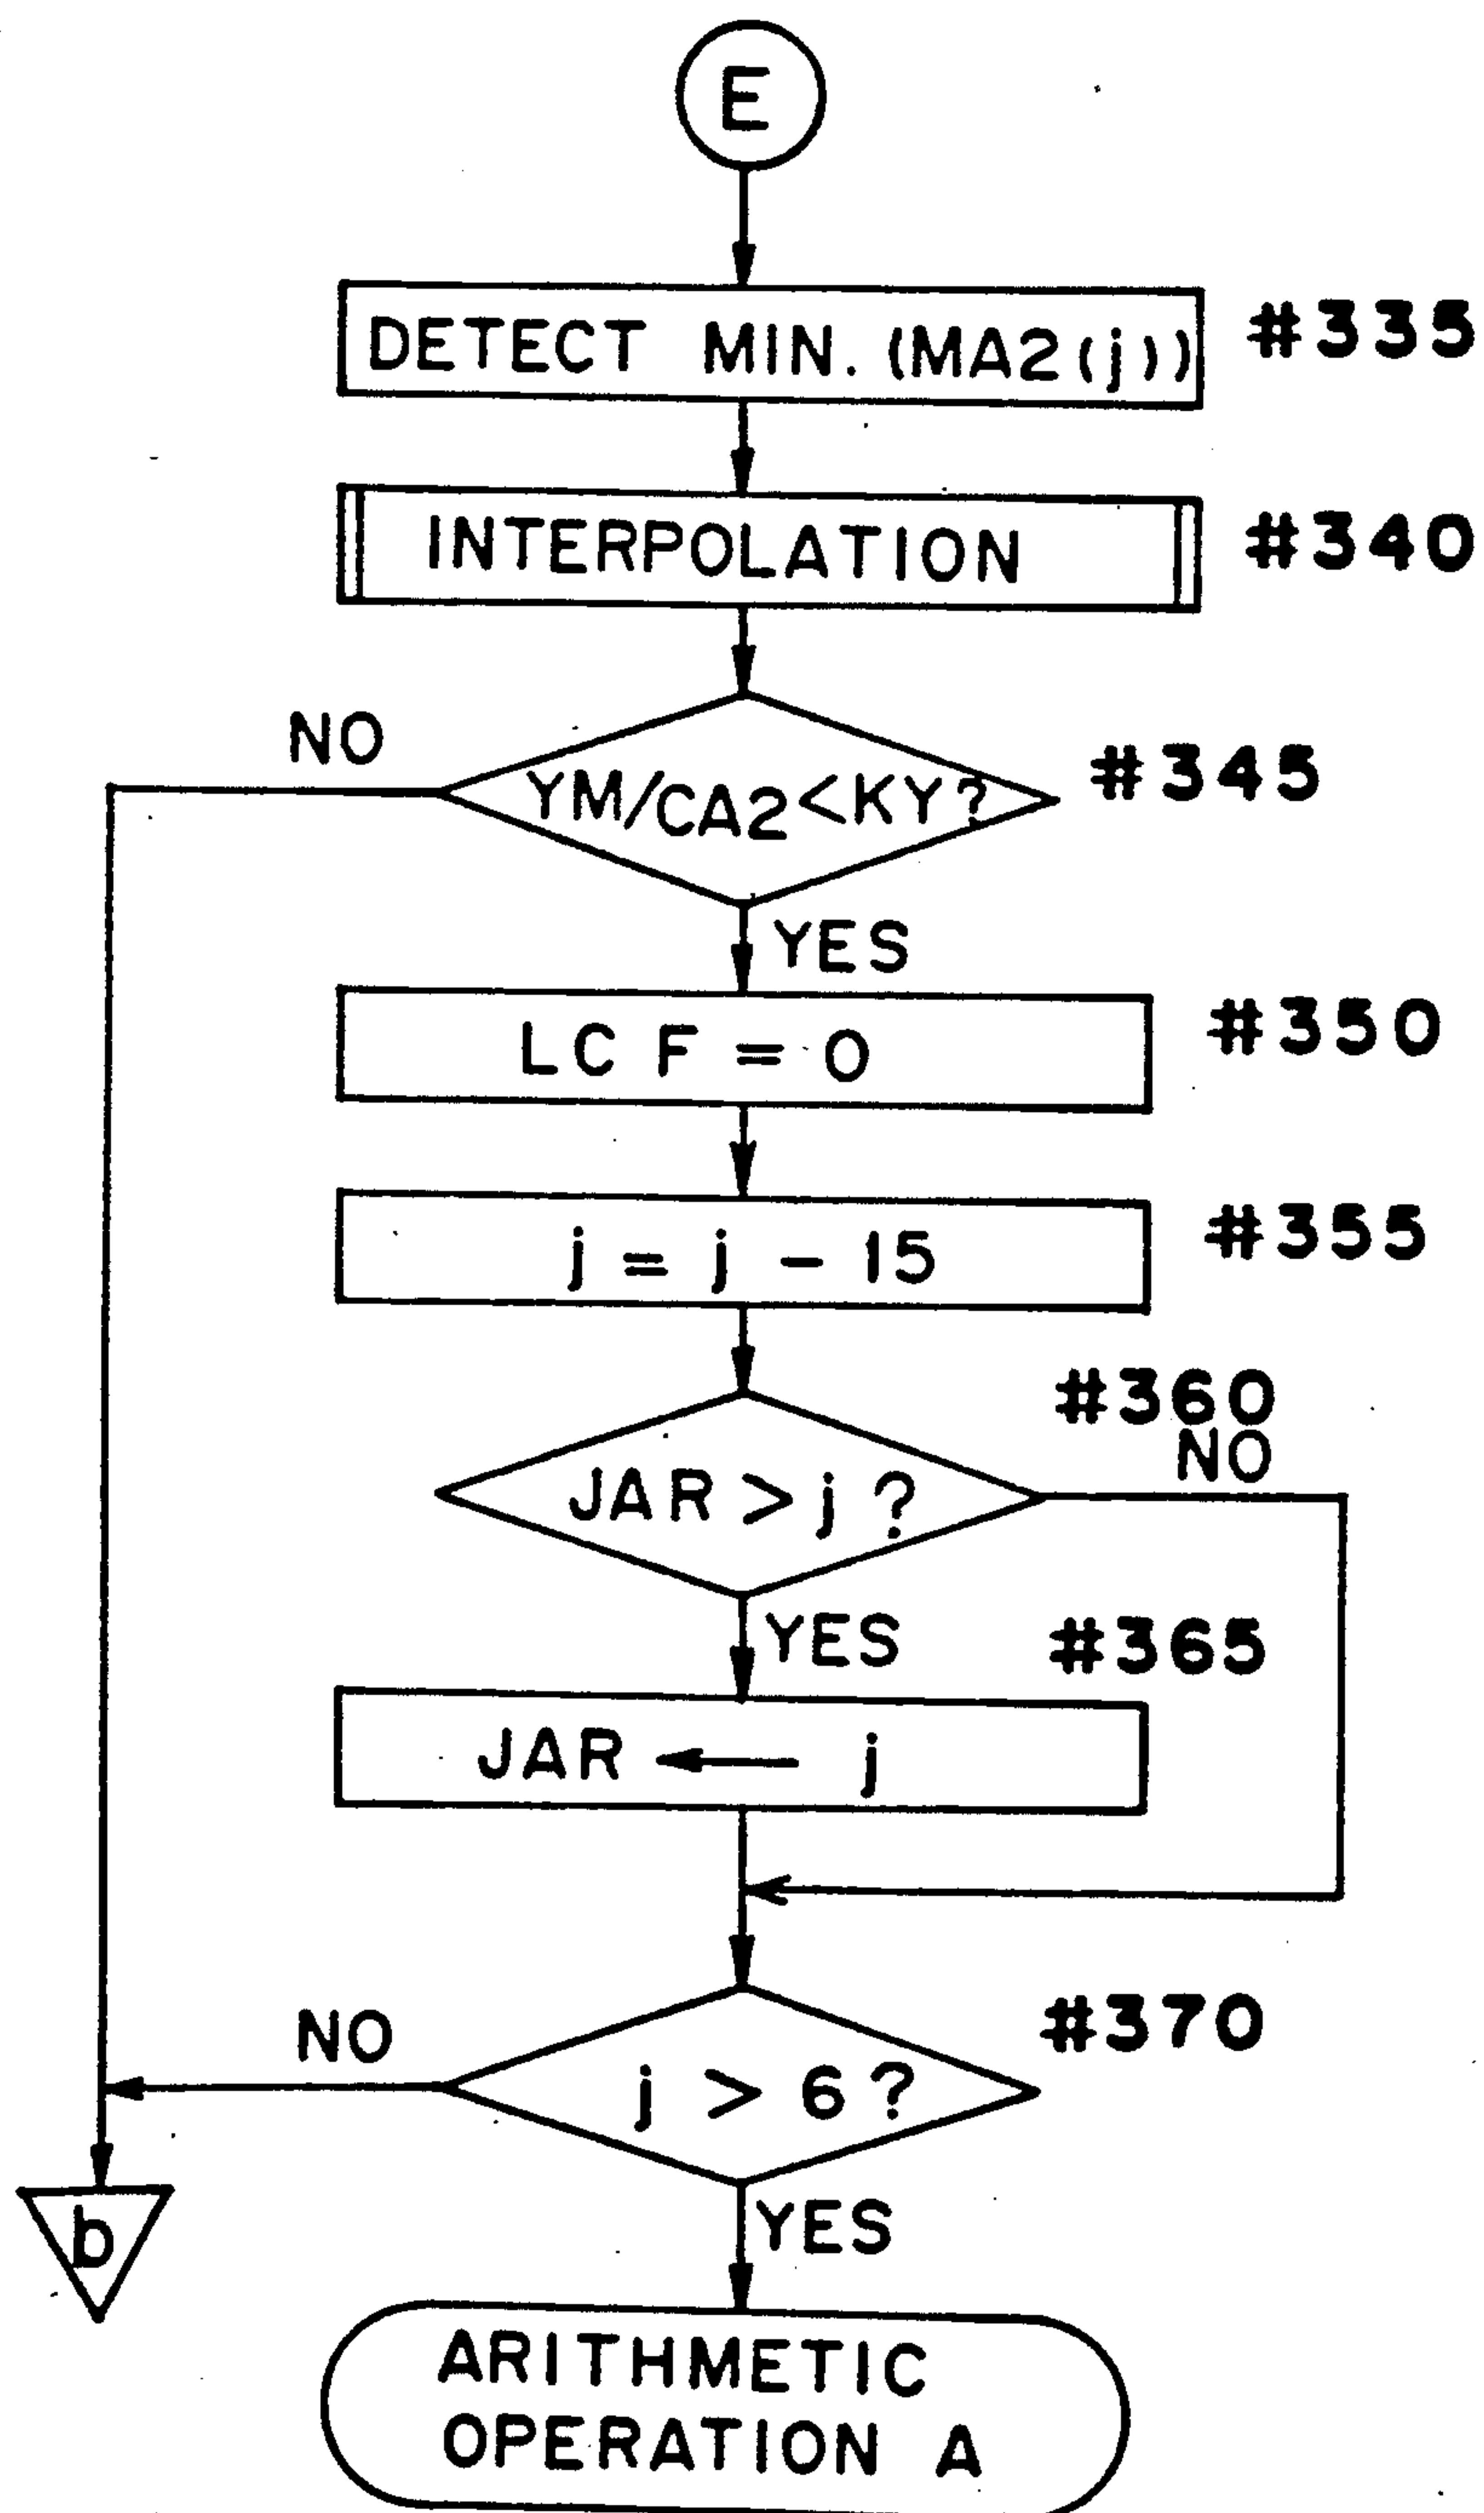 E
DETECT MIN. (MA2(j)) #335
INTERPOLATION #340
NO
YM/CA2<KY? #345
YES
LCF = 0 #350
j = j - 15 #355
#360
NO
JAR > j ?
YES #365
JAR ← j
#370
NO
j > 6 ?
YES
b
ARITHMETIC
OPERATION A